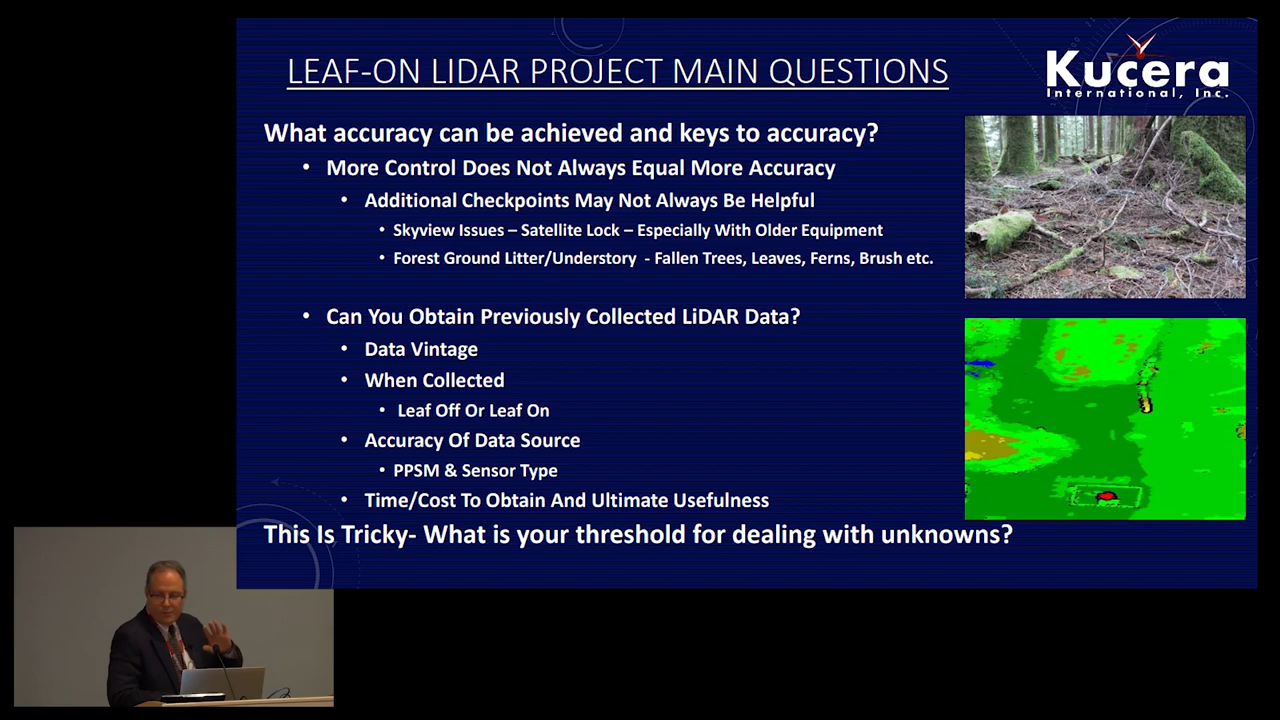 LEAF-ON LIDAR PROJECT MAIN QUESTIONS
Kucera
International, Inc.
What accuracy can be achieved and keys to accuracy?
• More Control Does Not Always Equal More Accuracy
• Additional Checkpoints May Not Always Be Helpful
• Skyview Issues – Satellite Lock – Especially With Older Equipment
• Forest Ground Litter/Understory - Fallen Trees, Leaves, Ferns, Brush etc.
• Can You Obtain Previously Collected LiDAR Data?
• Data Vintage
• When Collected
• Leaf Off Or Leaf On
• Accuracy Of Data Source
• PPSM & Sensor Type
• Time/Cost To Obtain And Ultimate Usefulness
This Is Tricky- What is your threshold for dealing with unknowns?